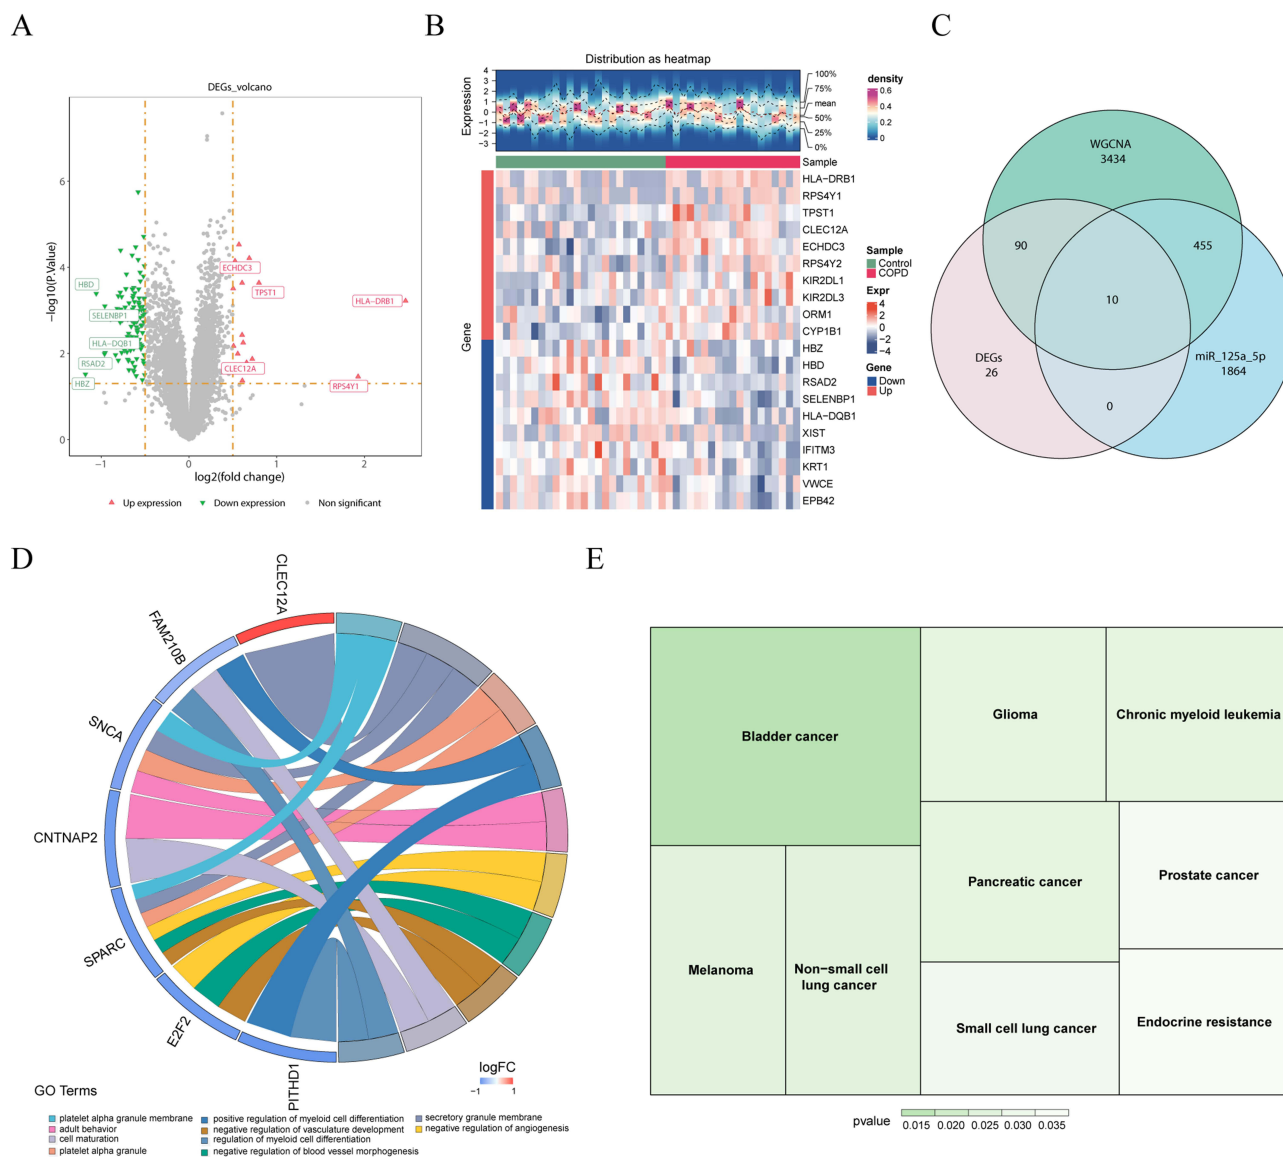 A
DEGs_volcano
−log10(P.Value)
6
4
2
0
HBD
SELENBP1
HLA−DQB1
RSAD2
HBZ
ECHDC3
TPST1
HLA−DRB1
CLEC12A
RPS4Y1
−1
0
1
2
log2(fold change)
Up expression
Down expression
Non significant
B
Distribution as heatmap
Expression
4
3
2
1
0
−1
−2
−3
100%
75%
mean
50%
25%
0%
density
0.6
0.4
0.2
0
Sample
HLA−DRB1
RPS4Y1
TPST1
CLEC12A
ECHDC3
RPS4Y2
KIR2DL1
KIR2DL3
ORM1
CYP1B1
HBZ
HBD
RSAD2
SELENBP1
HLA−DQB1
XIST
IFITM3
KRT1
VWCE
EPB42
Gene
Sample
Control
COPD
Expr
4
2
0
−2
−4
Gene
Down
Up
C
WGCNA
3434
90
455
10
DEGs
26
miR_125a_5p
1864
0
D
CLEC12A
FAM210B
SNCA
CNTNAP2
SPARC
E2F2
PITHD1
logFC
−1
1
GO Terms
platelet alpha granule membrane
adult behavior
cell maturation
platelet alpha granule
positive regulation of myeloid cell differentiation
negative regulation of vasculature development
regulation of myeloid cell differentiation
negative regulation of blood vessel morphogenesis
secretory granule membrane
negative regulation of angiogenesis
E
Bladder cancer
Glioma
Chronic myeloid leukemia
Melanoma
Non−small cell
lung cancer
Pancreatic cancer
Prostate cancer
Small cell lung cancer
Endocrine resistance
pvalue
0.015 0.020 0.025 0.030 0.035